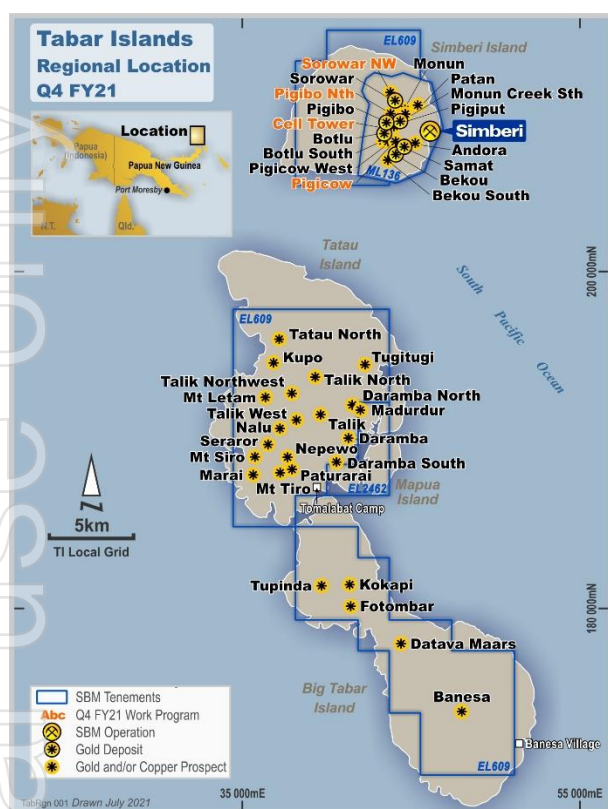 Tabar Islands
Regional Location
Q4 FY21
Location
Papua
(Indonesia)
Papua
New Guinea
Port Moresby
N.T.
Qld.
EL609
Simberi Island
Sorowar NW
Monun
Sorowar
Patan
Pigibo Nth
Monun Creek Sth
Pigibo
Pigiput
Cell Tower
Simberi
Botlu
Andora
Botlu South
Samat
Pigicow West
Bekou
Pigicow
ML136
Bekou South
Tatau
Island
South Pacific Ocean
200 000mN
EL609
Tatau North
Kupo
Tugitugi
Talik Northwest
Talik North
Mt Letam
Daramba North
Talik West
Madurdur
Nalu
Talik
Seraror
Daramba
Mt Siro
Nepewo
Marai
Daramba South
Paturarai
Mt Tiro
EL2462
Mapua
Island
Tomalabat Camp
N
5km
TI Local Grid
Tupinda
Kokapi
Fotombar
180 000mN
Datava Maars
Big Tabar
Island
Banesa
Banesa Village
EL609
SBM Tenements
Abc Q4 FY21 Work Program
SBM Operation
Gold Deposit
Gold and/or Copper Prospect
TabRgn 001 Drawn July 2021
35 000mE
55 000mE